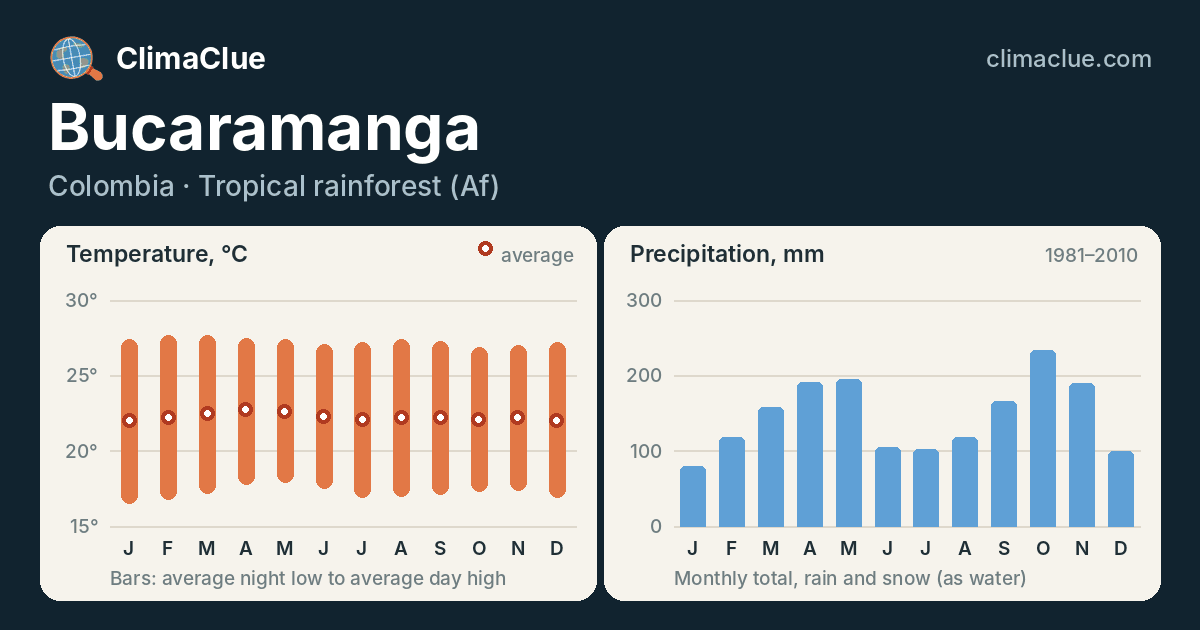 ClimaClue
climaclue.com
Bucaramanga
Colombia · Tropical rainforest (Af)
Temperature, °C
average
30°
25°
20°
15°
J F M A M J J A S O N D
Bars: average night low to average day high
Precipitation, mm
1981–2010
300
200
100
0
J F M A M J J A S O N D
Monthly total, rain and snow (as water)